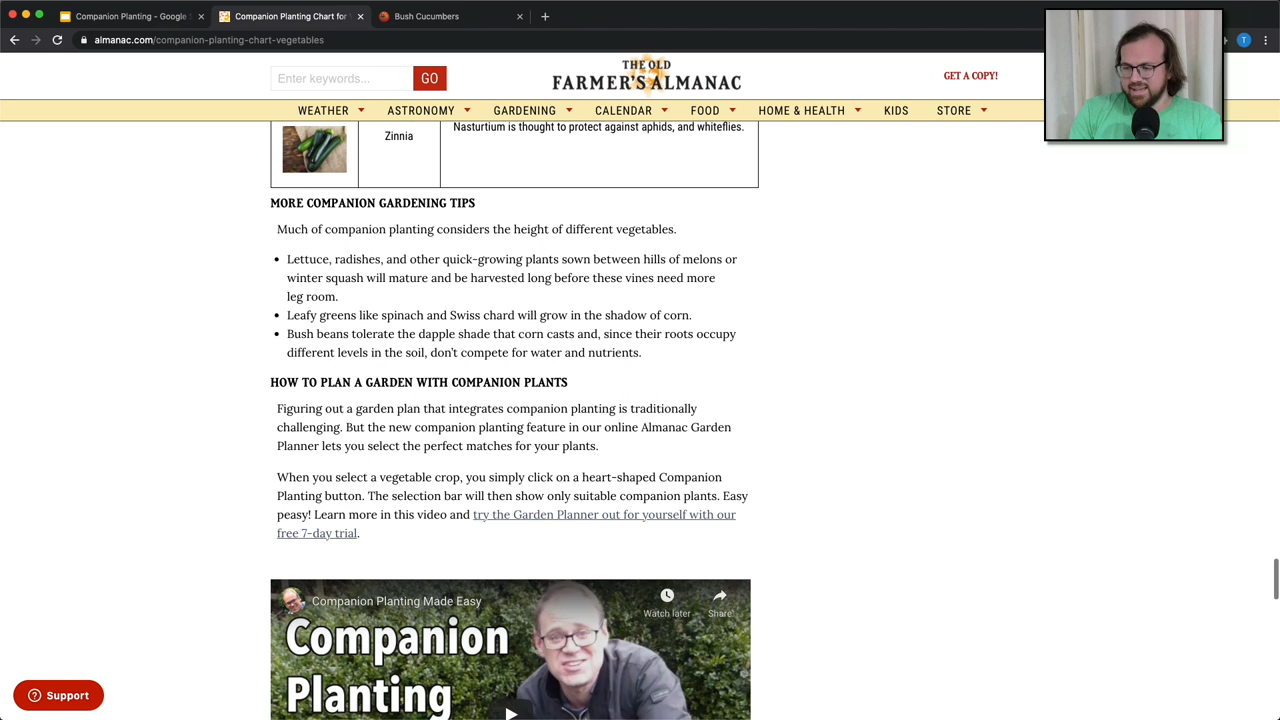 Companion Planting - Google S
Companion Planting Chart for V
Bush Cucumbers
almanac.com/companion-planting-chart-vegetables
T
Enter keywords...
GO
THE OLD
FARMER'S ALMANAC
GET A COPY!
WEATHER
ASTRONOMY
GARDENING
CALENDAR
FOOD
HOME & HEALTH
KIDS
STORE
Zinnia
Nasturtium is thought to protect against aphids, and whiteflies.
MORE COMPANION GARDENING TIPS
Much of companion planting considers the height of different vegetables.
• Lettuce, radishes, and other quick-growing plants sown between hills of melons or
winter squash will mature and be harvested long before these vines need more
leg room.
• Leafy greens like spinach and Swiss chard will grow in the shadow of corn.
• Bush beans tolerate the dapple shade that corn casts and, since their roots occupy
different levels in the soil, don’t compete for water and nutrients.
HOW TO PLAN A GARDEN WITH COMPANION PLANTS
Figuring out a garden plan that integrates companion planting is traditionally
challenging. But the new companion planting feature in our online Almanac Garden
Planner lets you select the perfect matches for your plants.
When you select a vegetable crop, you simply click on a heart-shaped Companion
Planting button. The selection bar will then show only suitable companion plants. Easy
peasy! Learn more in this video and try the Garden Planner out for yourself with our
free 7-day trial.
Companion Planting Made Easy
Watch later
Share
Companion
Planting
Support